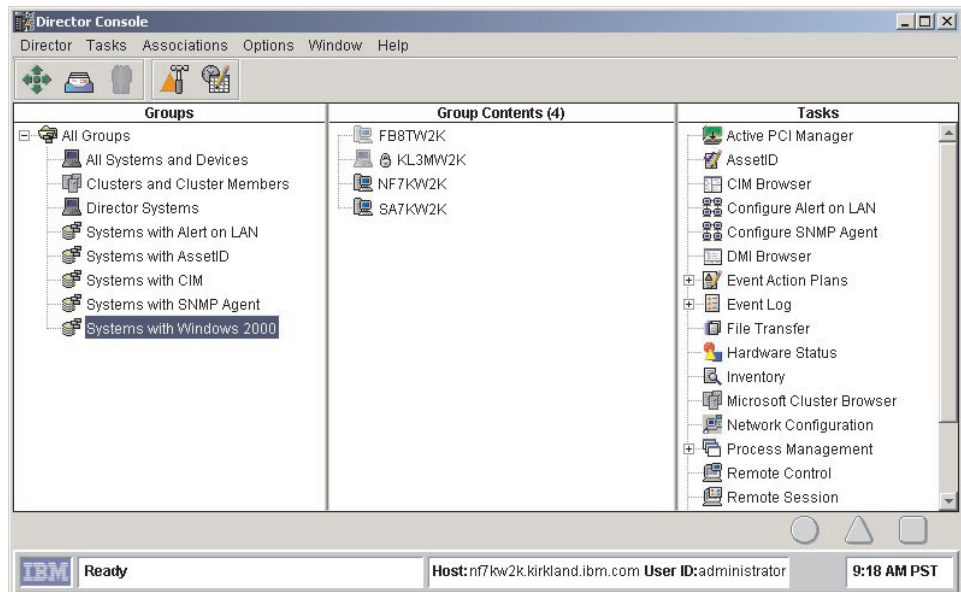 Director Console
Director Tasks Associations Options Window Help
Groups
All Groups
All Systems and Devices
Clusters and Cluster Members
Director Systems
Systems with Alert on LAN
Systems with AssetID
Systems with CIM
Systems with SNMP Agent
Systems with Windows 2000
Group Contents (4)
FB8TW2K
KL3MW2K
NF7KW2K
SA7KW2K
Tasks
Active PCI Manager
AssetID
CIM Browser
Configure Alert on LAN
Configure SNMP Agent
DMI Browser
Event Action Plans
Event Log
File Transfer
Hardware Status
Inventory
Microsoft Cluster Browser
Network Configuration
Process Management
Remote Control
Remote Session
IBM Ready Host: nf7kw2k.kirkland.ibm.com User ID: administrator 9:18 AM PST